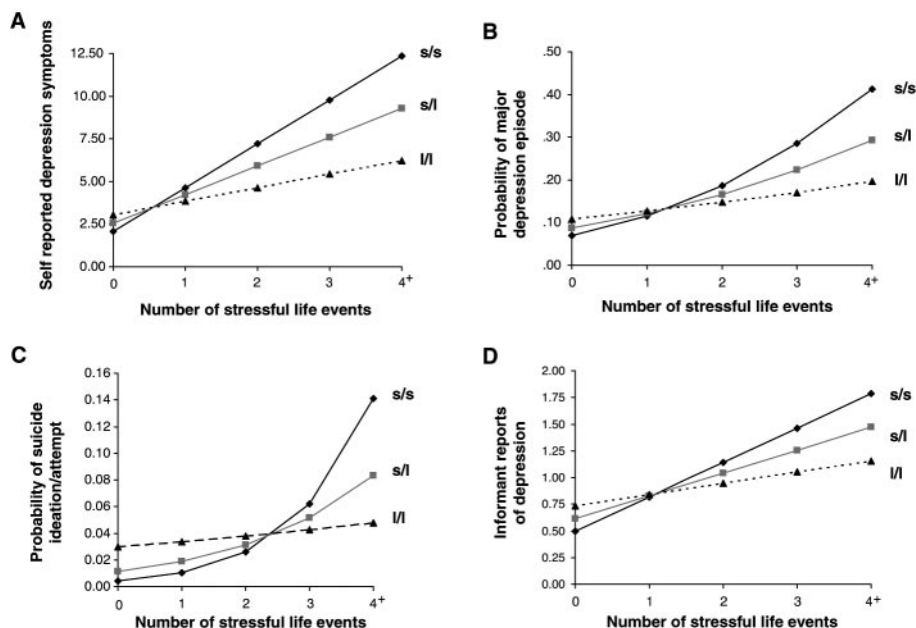 A
Self reported depression symptoms
12.50
10.00
7.50
5.00
2.50
0.00
0 1 2 3 4+
Number of stressful life events
s/s
s/l
l/l
B
Probability of major
depression episode
.50
.40
.30
.20
.10
.00
0 1 2 3 4+
Number of stressful life events
s/s
s/l
l/l
C
Probability of suicide
ideation/attempt
0.16
0.14
0.12
0.10
0.08
0.06
0.04
0.02
0.00
0 1 2 3 4+
Number of stressful life events
s/s
s/l
l/l
D
Informant reports
of depression
2.00
1.75
1.50
1.25
1.00
0.75
0.50
0.25
0.00
0 1 2 3 4+
Number of stressful life events
s/s
s/l
l/l